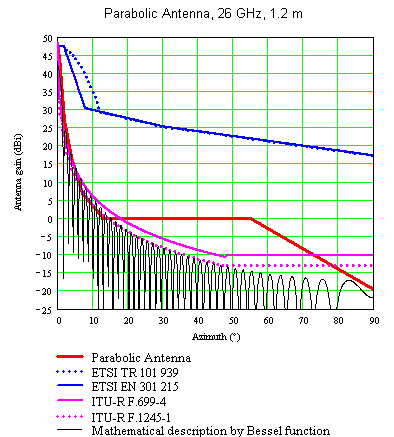 Parabolic Antenna, 26 GHz, 1.2 m
50
45
40
35
30
25
20
15
10
5
0
−5
−10
−15
−20
−25
Antenna gain (dBi)
0 10 20 30 40 50 60 70 80 90
Azimuth (°)
Parabolic Antenna
ETSI TR 101 939
ETSI EN 301 215
ITU-R F.699-4
ITU-R F.1245-1
Mathematical description by Bessel function